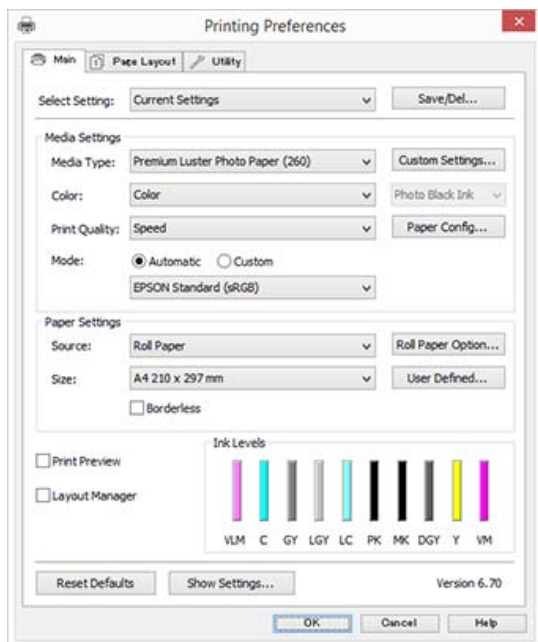 Printing Preferences
Main Page Layout Utility
Select Setting: Current Settings Save/Del...
Media Settings
Media Type: Premium Luster Photo Paper (260) Custom Settings...
Color: Color Photo Black Ink
Print Quality: Speed Paper Config...
Mode: Automatic Custom
EPSON Standard (sRGB)
Paper Settings
Source: Roll Paper Roll Paper Option...
Size: A4 210 x 297 mm User Defined...
Borderless
Ink Levels
Print Preview
Layout Manager
VLM C GY LGY LC PK MK DGY Y VM
Reset Defaults Show Settings... Version 6.70
OK Cancel Help